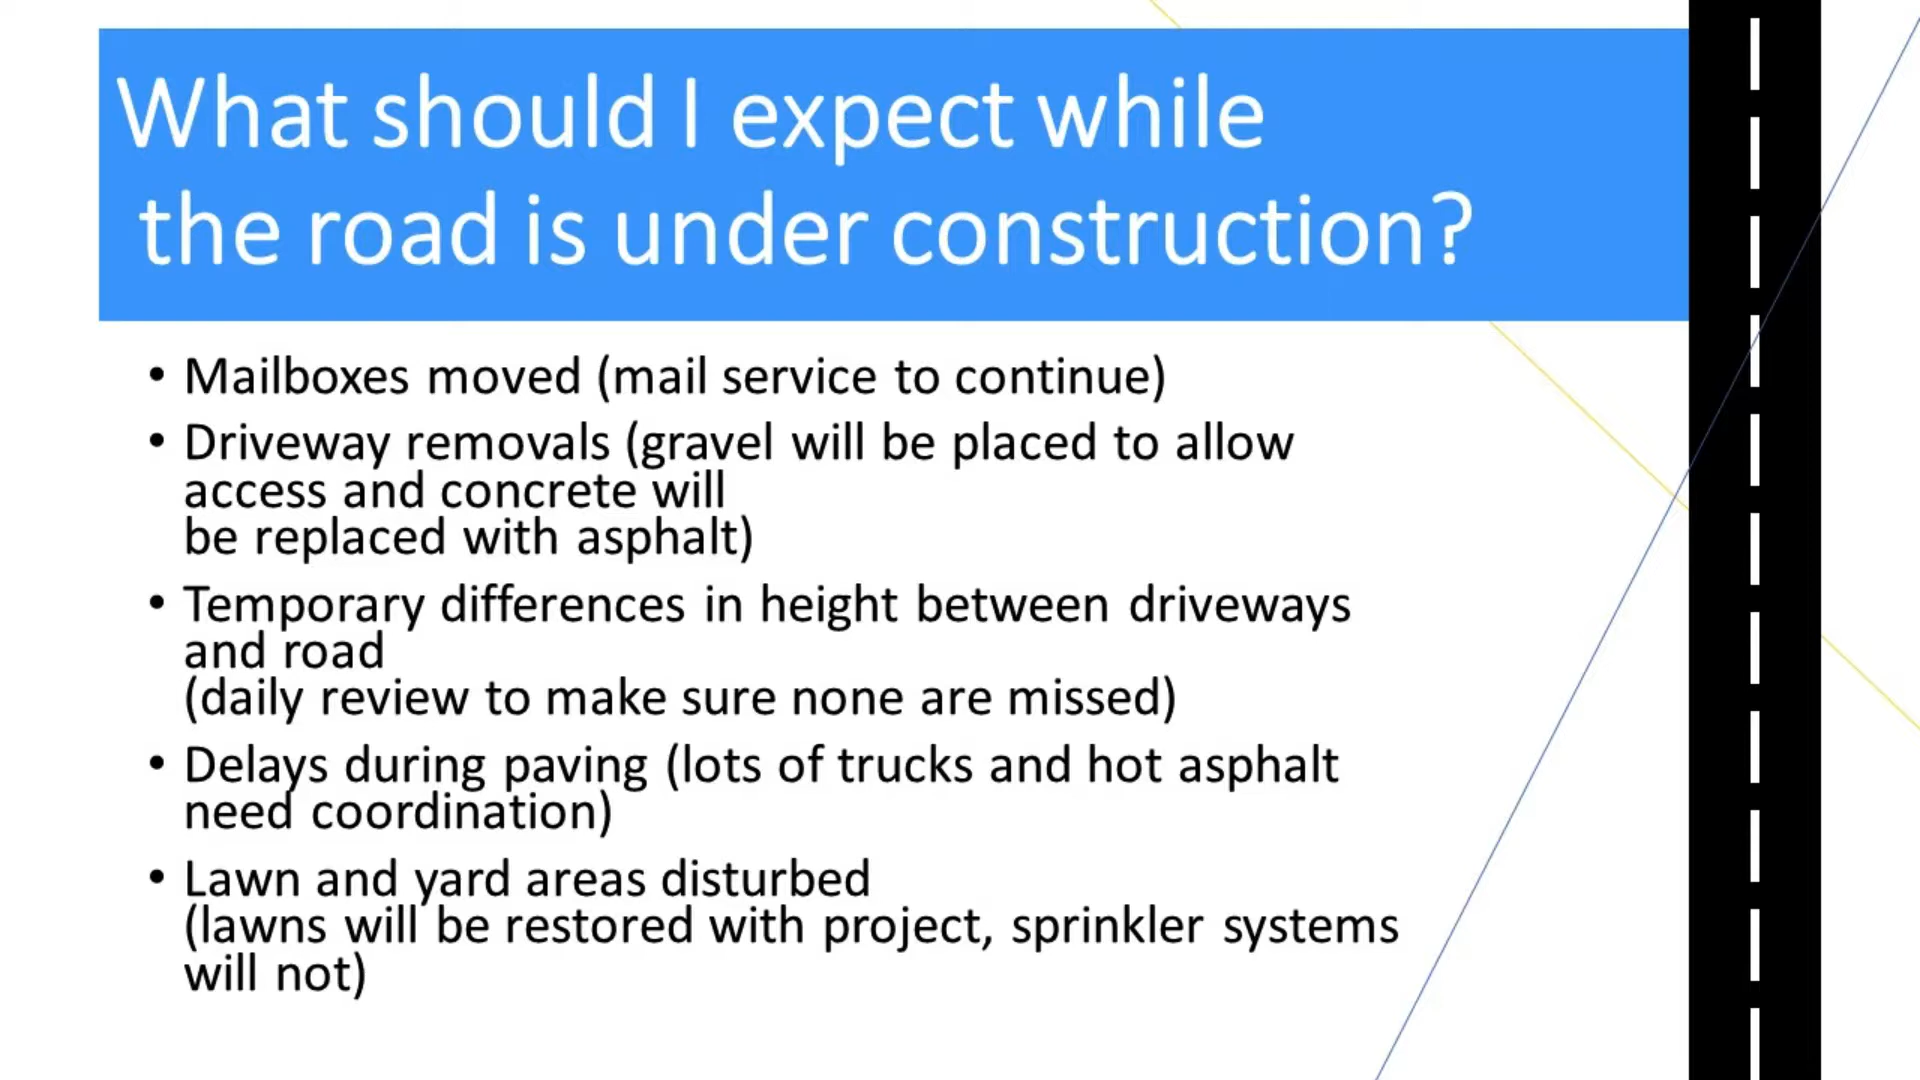 What should I expect while
the road is under construction?
• Mailboxes moved (mail service to continue)
• Driveway removals (gravel will be placed to allow
access and concrete will
be replaced with asphalt)
• Temporary differences in height between driveways
and road
(daily review to make sure none are missed)
• Delays during paving (lots of trucks and hot asphalt
need coordination)
• Lawn and yard areas disturbed
(lawns will be restored with project, sprinkler systems
will not)